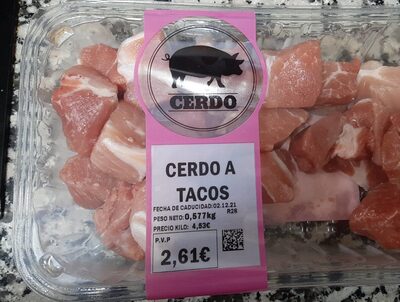 CERDO
CERDO A
TACOS
FECHA DE CADUCIDAD:02.12.21
R28
PESO NETO: 0,577kg
PRECIO KILO: 4,53€
P.V.P
2,61€